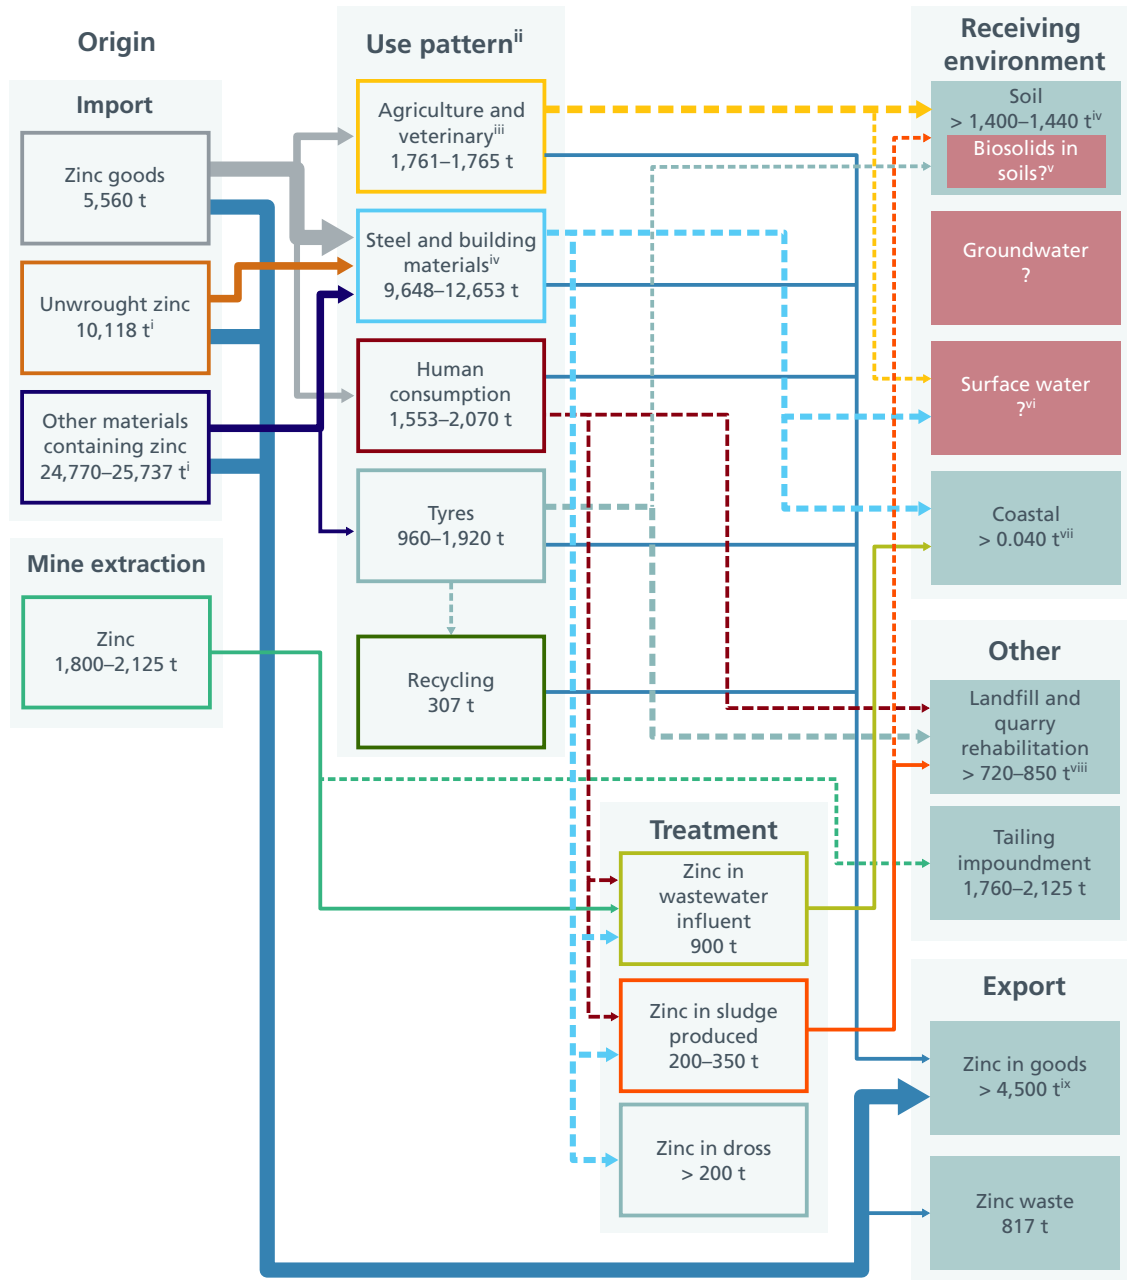 Origin
Import
Zinc goods
5,560 t
Unwrought zinc
10,118 tⁱ
Other materials
containing zinc
24,770–25,737 tⁱ
Mine extraction
Zinc
1,800–2,125 t
Use patternⁱⁱ
Agriculture and
veterinaryⁱⁱⁱ
1,761–1,765 t
Steel and building
materialsⁱᵛ
9,648–12,653 t
Human
consumption
1,553–2,070 t
Tyres
960–1,920 t
Recycling
307 t
Treatment
Zinc in
wastewater
influent
900 t
Zinc in sludge
produced
200–350 t
Zinc in dross
> 200 t
Receiving
environment
Soil
> 1,400–1,440 tⁱᵛ
Biosolids in
soils?ᵛ
Groundwater
?
Surface water
?ᵛⁱ
Coastal
> 0.040 tᵛⁱⁱ
Other
Landfill and
quarry
rehabilitation
> 720–850 tᵛⁱⁱⁱ
Tailing
impoundment
1,760–2,125 t
Export
Zinc in goods
> 4,500 tⁱˣ
Zinc waste
817 t